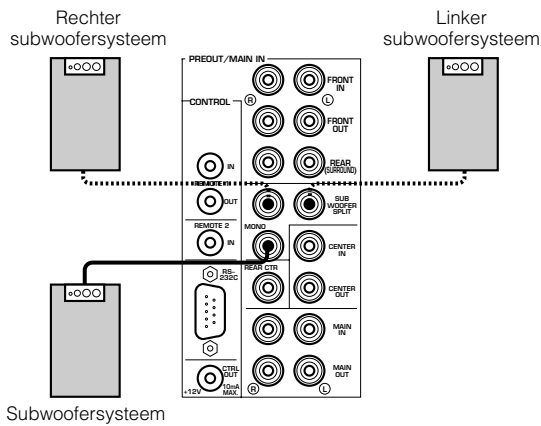 Rechter
subwoofersysteem
Linker
subwoofersysteem
PREOUT/MAIN IN
CONTROL
R
L
FRONT
IN
FRONT
OUT
REAR
(SURROUND)
IN
REMOTE 1
OUT
SUB
WOOFER
SPLIT
REMOTE 2
IN
MONO
CENTER
IN
RS-
232C
REAR CTR
CENTER
OUT
MAIN
IN
CTRL
OUT
+12V
10mA
MAX.
MAIN
OUT
R
L
Subwoofersysteem